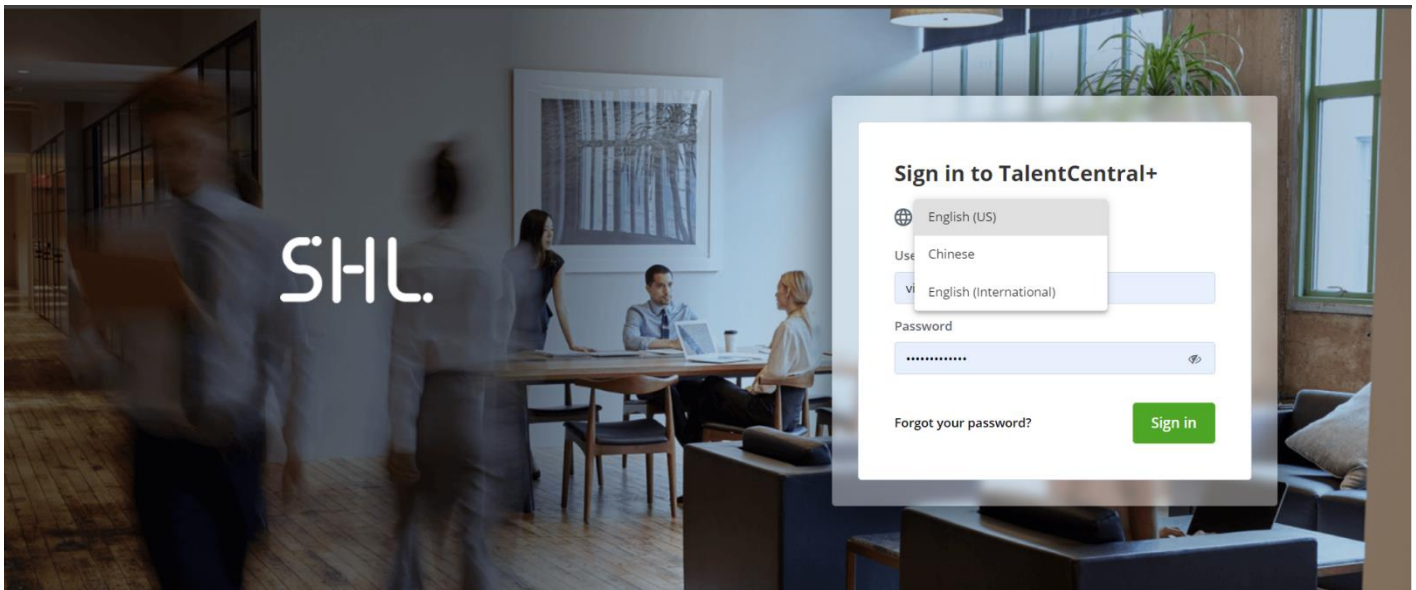 SHL.
Sign in to TalentCentral+
English (US)
Chinese
English (International)
Password
•••••••••••••
Forgot your password?
Sign in